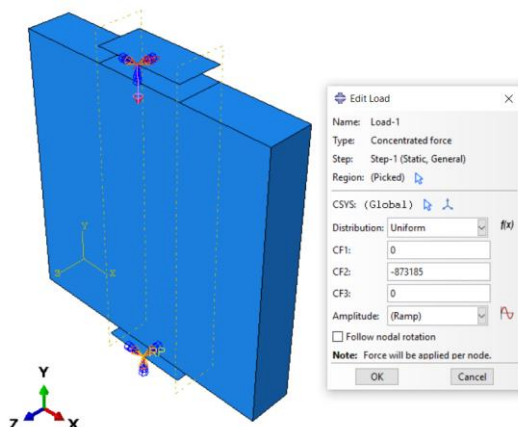 Edit Load
Name: Load-1
Type: Concentrated force
Step: Step-1 (Static, General)
Region: (Picked)
CSYS: (Global)
Distribution: Uniform f(x)
CF1: 0
CF2: -873185
CF3: 0
Amplitude: (Ramp)
Follow nodal rotation
Note: Force will be applied per node.
OK Cancel
Y
X
RP
Y
Z X